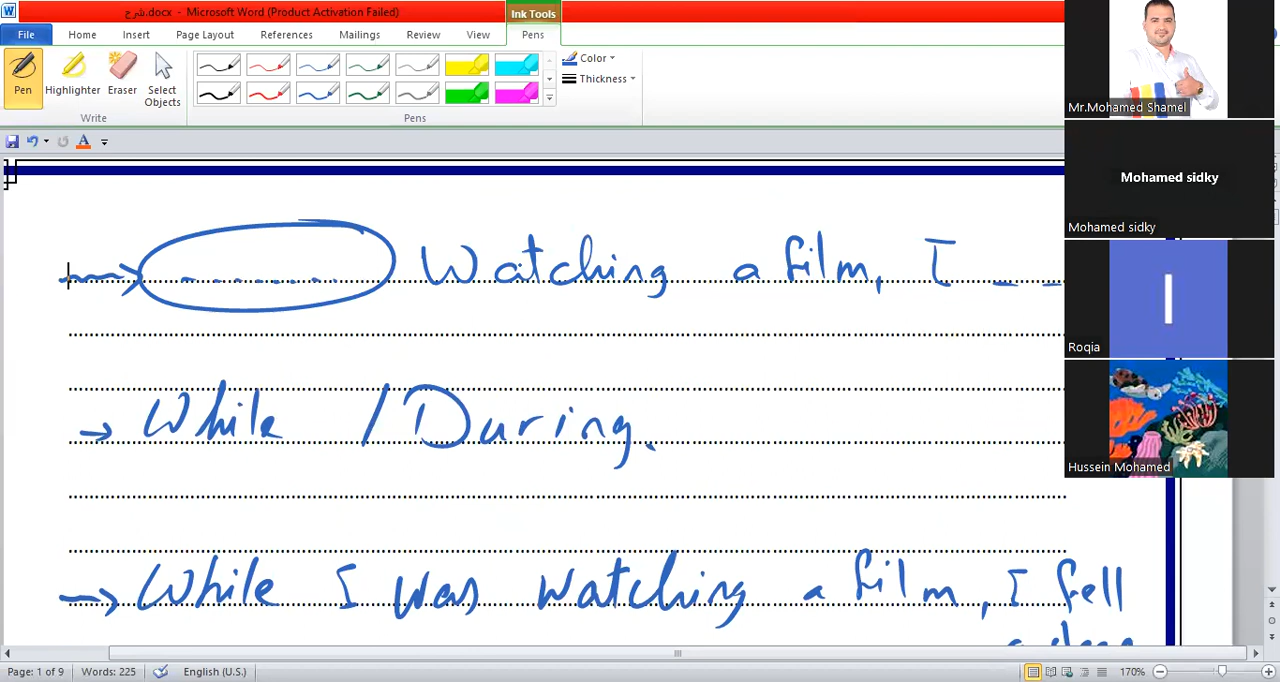 شرح.docx - Microsoft Word (Product Activation Failed)
Ink Tools
File Home Insert Page Layout References Mailings Review View Pens
Pen Highlighter Eraser Select Objects
Color
Thickness
Write
Pens
Mr.Mohamed Shamel
Mohamed sidky
Mohamed sidky
I
Roqia
Hussein Mohamed
→ ........ Watching a film, I _ _
→ While / During.
→ While I was watching a film, I fell
Page: 1 of 9 Words: 225 English (U.S.) 170%